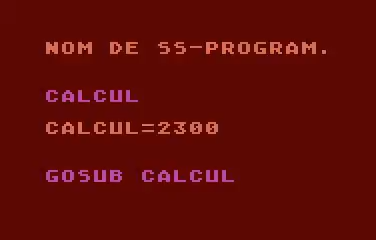 NOM DE SS-PROGRAM.
CALCUL
CALCUL=2300
GOSUB CALCUL